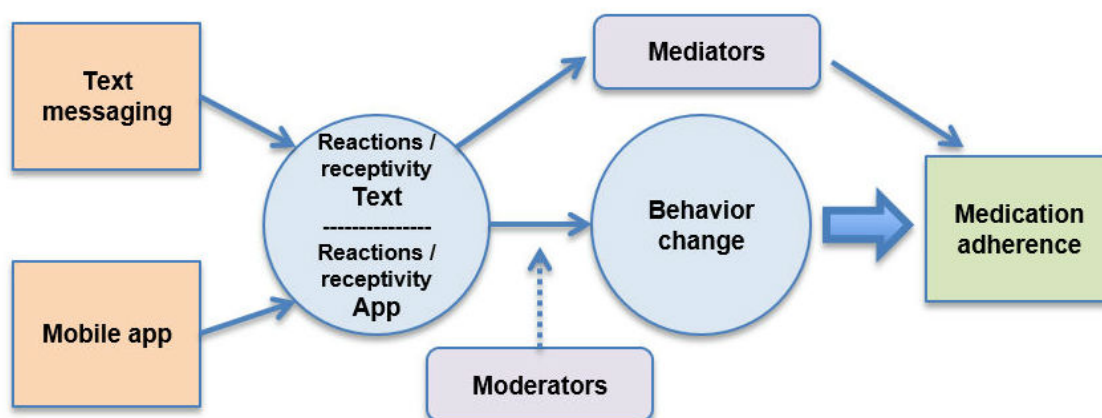 Text
messaging
Mobile app
Reactions /
receptivity
Text
---------------
Reactions /
receptivity
App
Mediators
Behavior
change
Moderators
Medication
adherence